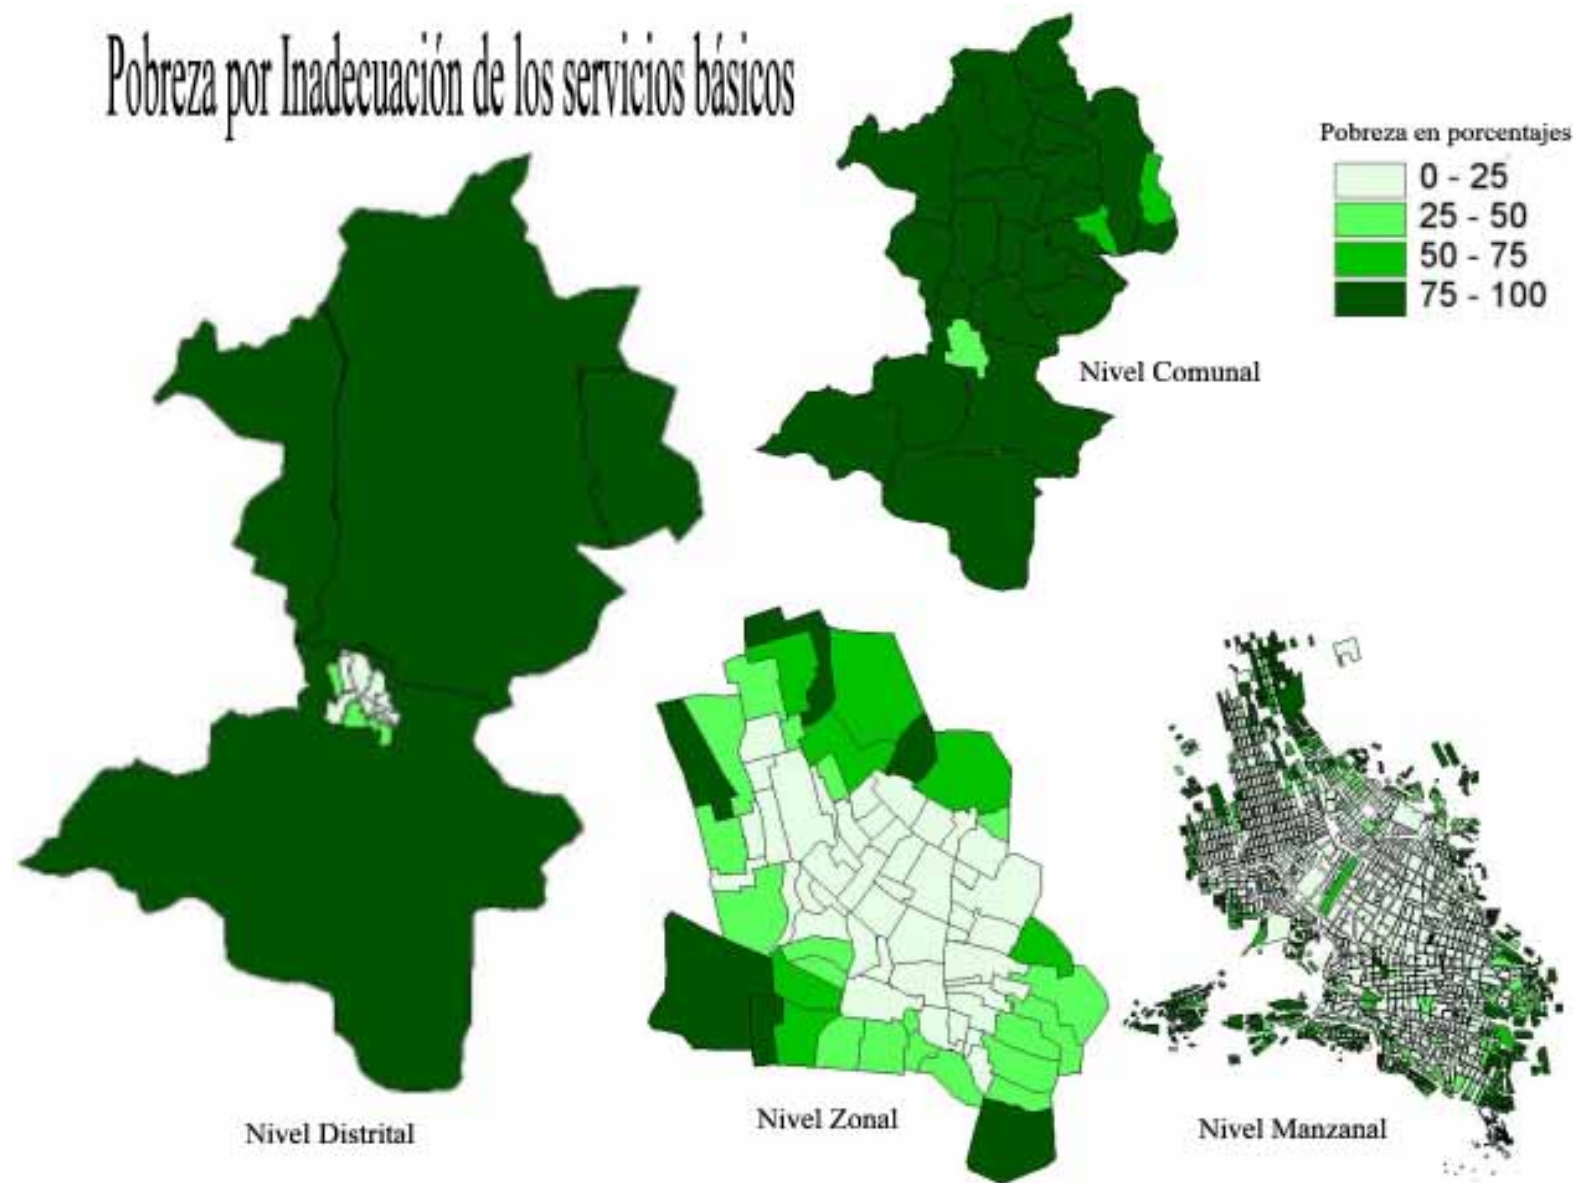 Pobreza por Inadecuación de los servicios básicos
Pobreza en porcentajes
0 - 25
25 - 50
50 - 75
75 - 100
Nivel Comunal
Nivel Distrital
Nivel Zonal
Nivel Manzanal